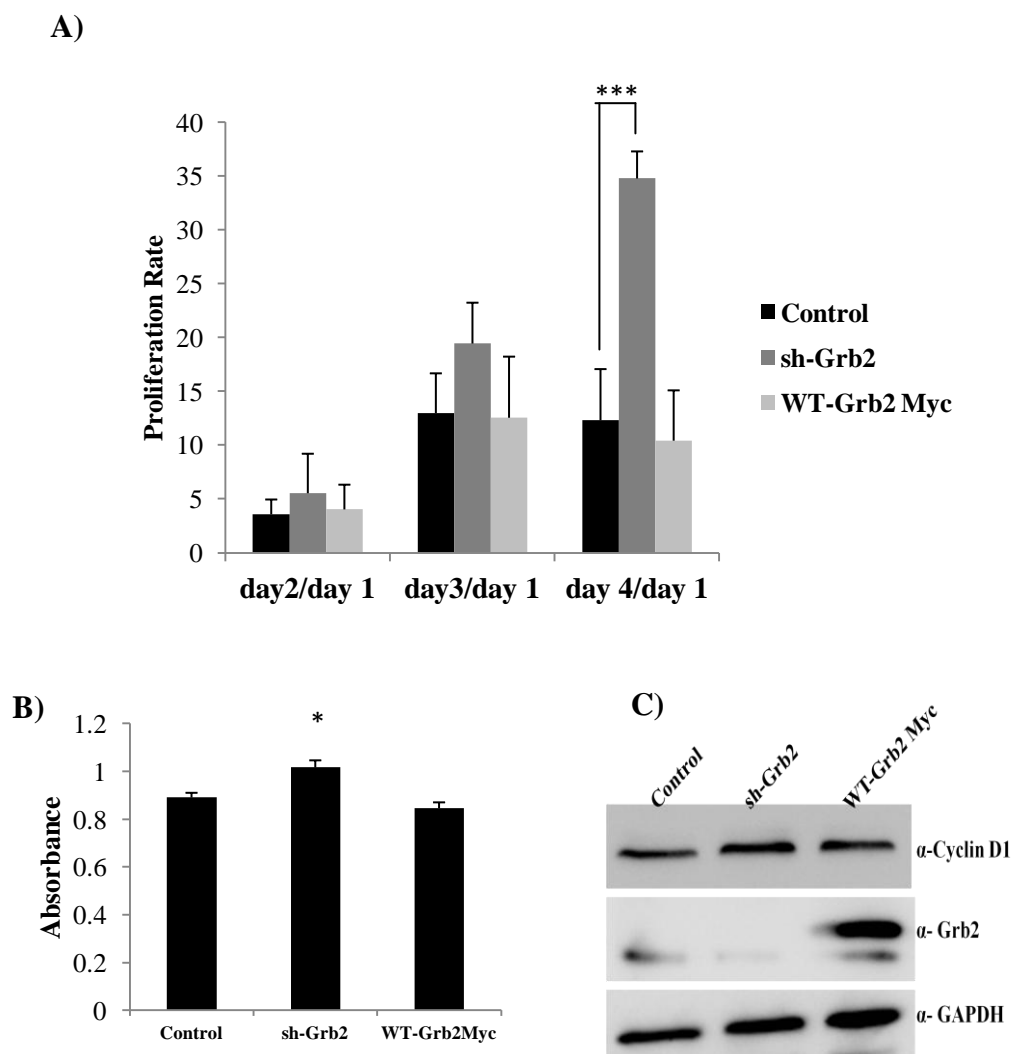 A)
***
40
35
30
25
20
15
10
5
0
Proliferation Rate
day2/day 1 day3/day 1 day 4/day 1
Control
sh-Grb2
WT-Grb2 Myc
B)
*
1.2
1
0.8
0.6
0.4
0.2
0
Absorbance
Control sh-Grb2 WT-Grb2Myc
C)
Control sh-Grb2 WT-Grb2 Myc
α-Cyclin D1
α- Grb2
α- GAPDH